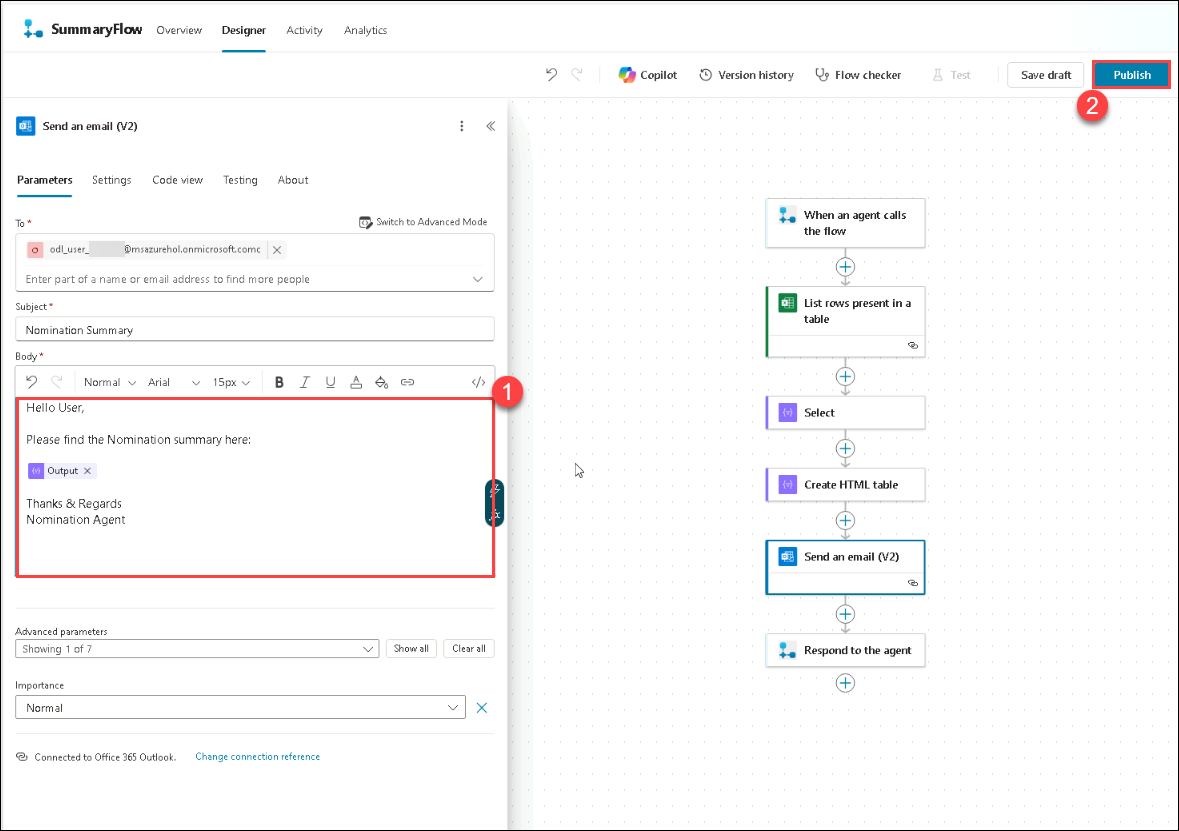 SummaryFlow Overview Designer Activity Analytics
Copilot Version history Flow checker Test Save draft Publish
2
Send an email (V2)
Parameters Settings Code view Testing About
To * Switch to Advanced Mode
o odl_user_ @msazurehol.onmicrosoft.comc
Enter part of a name or email address to find more people
Subject *
Nomination Summary
Body *
Normal Arial 15px B I U A </>
1
Hello User,
Please find the Nomination summary here:
Output
Thanks & Regards
Nomination Agent
Advanced parameters
Showing 1 of 7 Show all Clear all
Importance
Normal
Connected to Office 365 Outlook. Change connection reference
When an agent calls
the flow
List rows present in a
table
Select
Create HTML table
Send an email (V2)
Respond to the agent